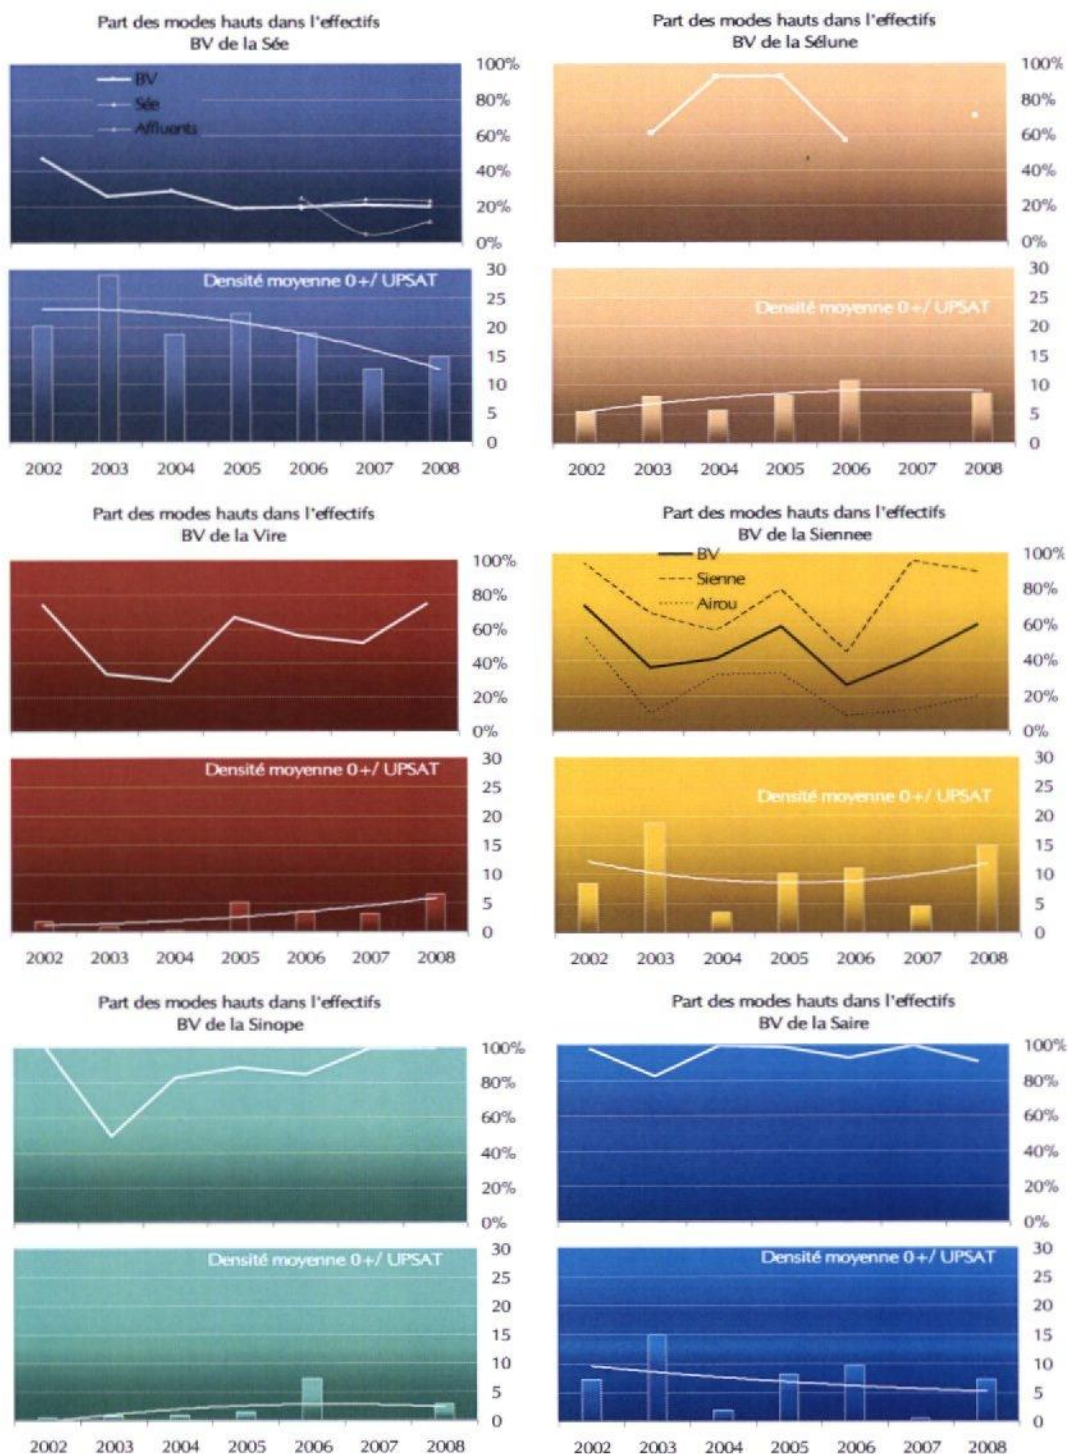 Part des modes hauts dans l'effectifs
BV de la Sée
BV
Sée
Affluents
100%
80%
60%
40%
20%
0%
Densité moyenne 0+/ UPSAT
30
25
20
15
10
5
0
2002 2003 2004 2005 2006 2007 2008
Part des modes hauts dans l'effectifs
BV de la Sélune
100%
80%
60%
40%
20%
0%
Densité moyenne 0+/ UPSAT
30
25
20
15
10
5
0
2002 2003 2004 2005 2006 2007 2008
Part des modes hauts dans l'effectifs
BV de la Vire
100%
80%
60%
40%
20%
0%
Densité moyenne 0+/ UPSAT
30
25
20
15
10
5
0
2002 2003 2004 2005 2006 2007 2008
Part des modes hauts dans l'effectifs
BV de la Siennee
BV
Sienne
Airou
100%
80%
60%
40%
20%
0%
Densité moyenne 0+/ UPSAT
30
25
20
15
10
5
0
2002 2003 2004 2005 2006 2007 2008
Part des modes hauts dans l'effectifs
BV de la Sinope
100%
80%
60%
40%
20%
0%
Densité moyenne 0+/ UPSAT
30
25
20
15
10
5
0
2002 2003 2004 2005 2006 2007 2008
Part des modes hauts dans l'effectifs
BV de la Saire
100%
80%
60%
40%
20%
0%
Densité moyenne 0+/ UPSAT
30
25
20
15
10
5
0
2002 2003 2004 2005 2006 2007 2008